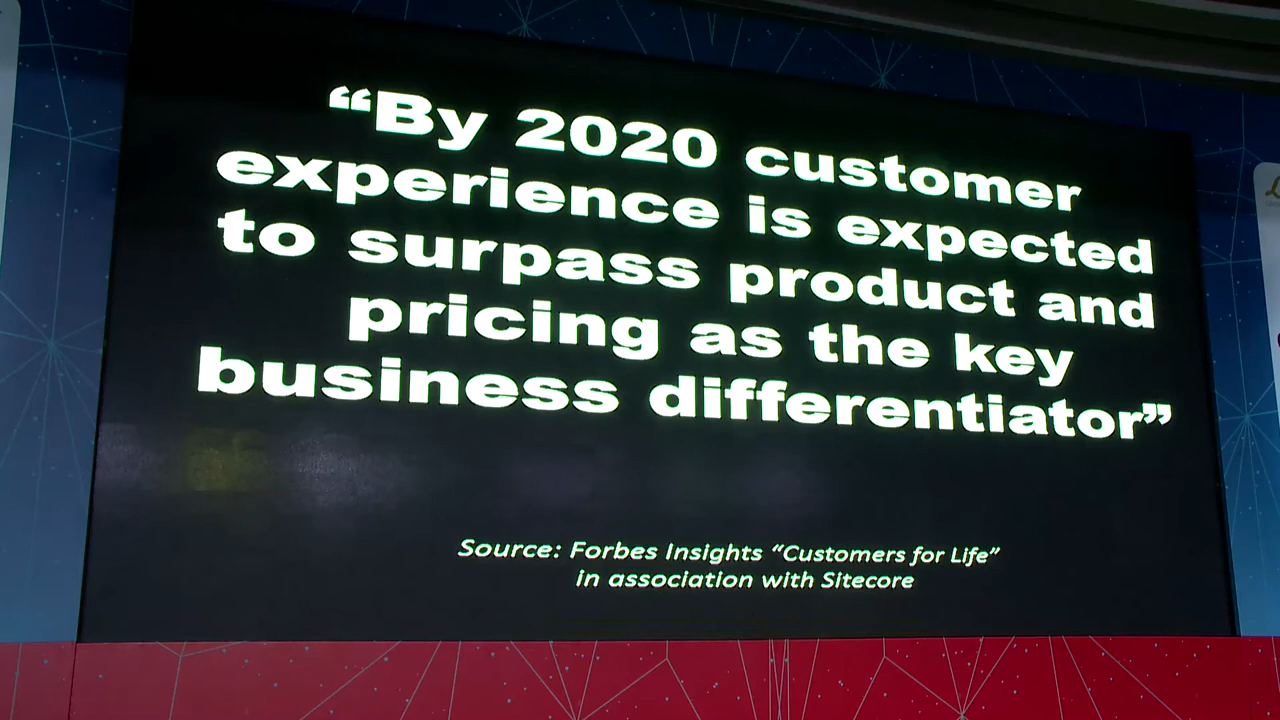 “By 2020 customer
experience is expected
to surpass product and
pricing as the key
business differentiator”
Source: Forbes Insights “Customers for Life”
in association with Sitecore